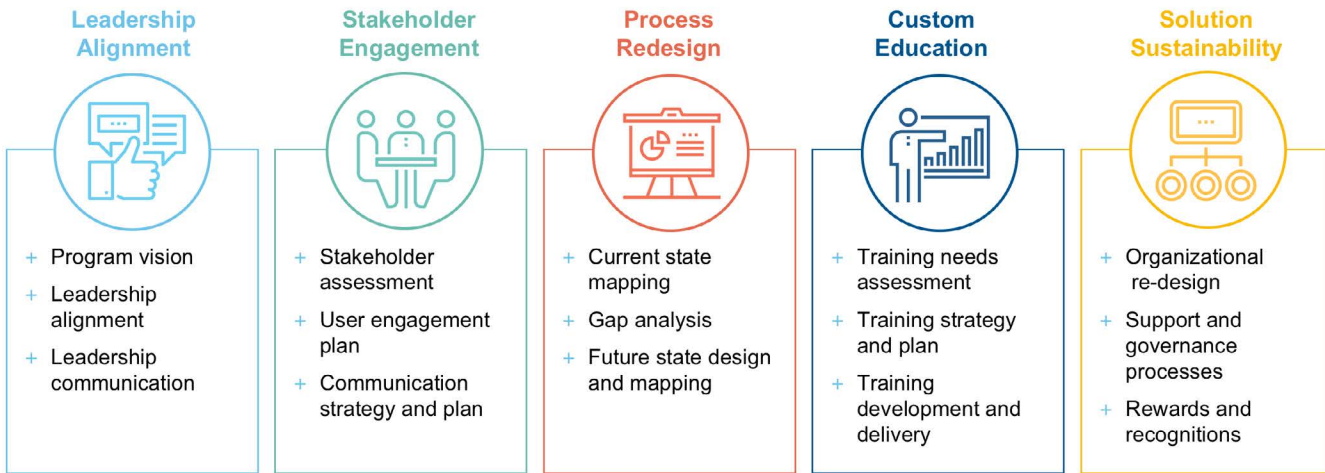 Leadership
Alignment
+ Program vision
+ Leadership
alignment
+ Leadership
communication
Stakeholder
Engagement
+ Stakeholder
assessment
+ User engagement
plan
+ Communication
strategy and plan
Process
Redesign
+ Current state
mapping
+ Gap analysis
+ Future state design
and mapping
Custom
Education
+ Training needs
assessment
+ Training strategy
and plan
+ Training
development and
delivery
Solution
Sustainability
+ Organizational
re-design
+ Support and
governance
processes
+ Rewards and
recognitions